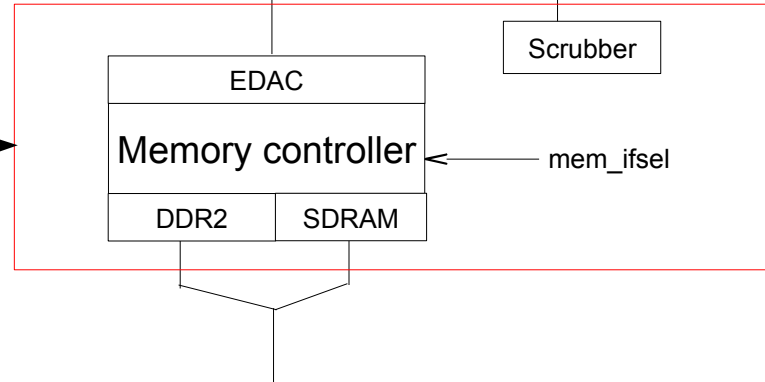 Scrubber
EDAC
Memory controller
mem_ifsel
DDR2
SDRAM